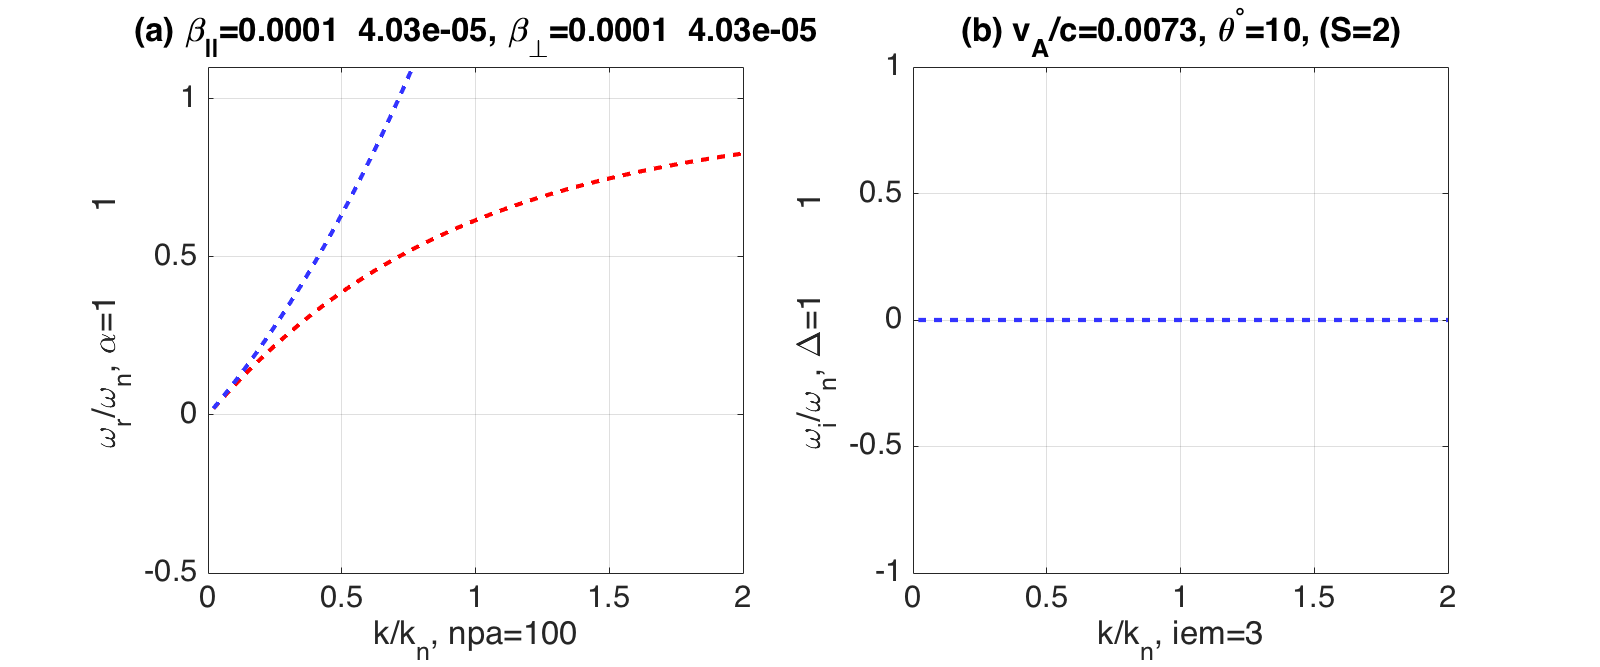 (a) β||=0.0001 4.03e-05, β⊥=0.0001 4.03e-05
1
0.5
0
-0.5
0 0.5 1 1.5 2
ωr/ωn, α=1 1
k/kn, npa=100
(b) vA/c=0.0073, θ°=10, (S=2)
1
0.5
0
-0.5
-1
0 0.5 1 1.5 2
ωi/ωn, Δ=1 1
k/kn, iem=3